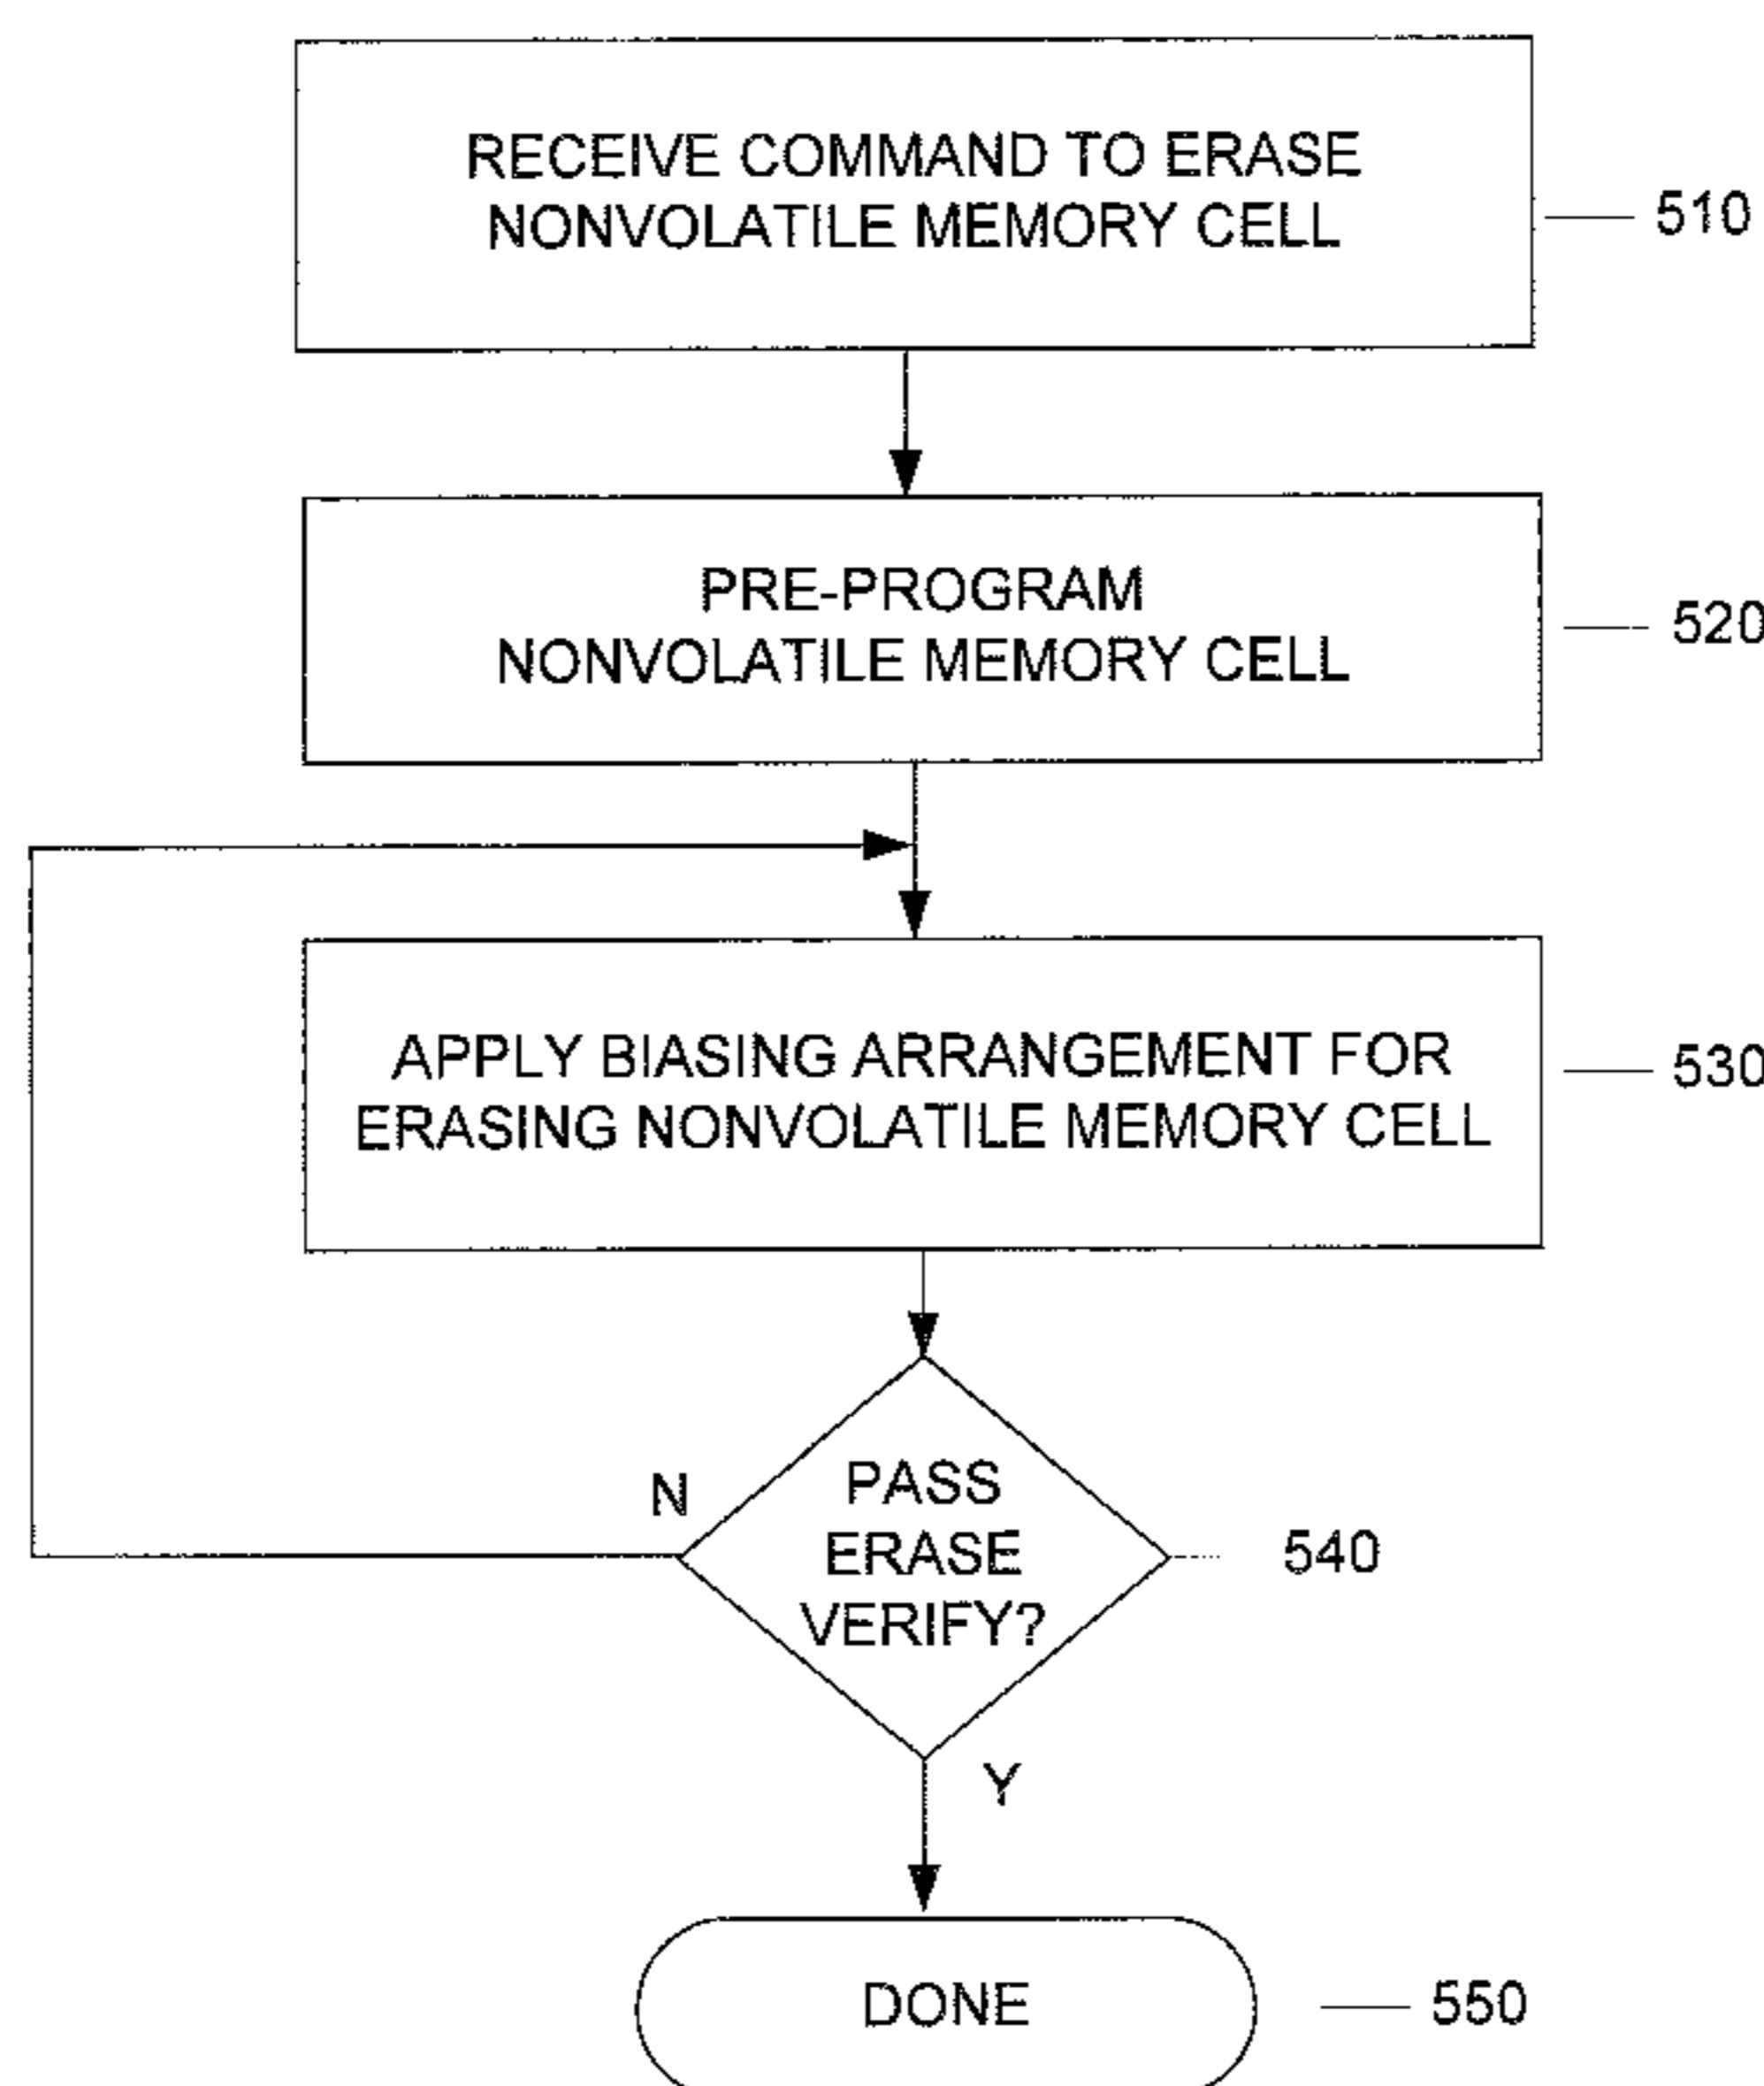 RECEIVE COMMAND TO ERASE
NONVOLATILE MEMORY CELL
510
PRE-PROGRAM
NONVOLATILE MEMORY CELL
520
APPLY BIASING ARRANGEMENT FOR
ERASING NONVOLATILE MEMORY CELL
530
N
PASS
ERASE
VERIFY?
540
Y
DONE
550